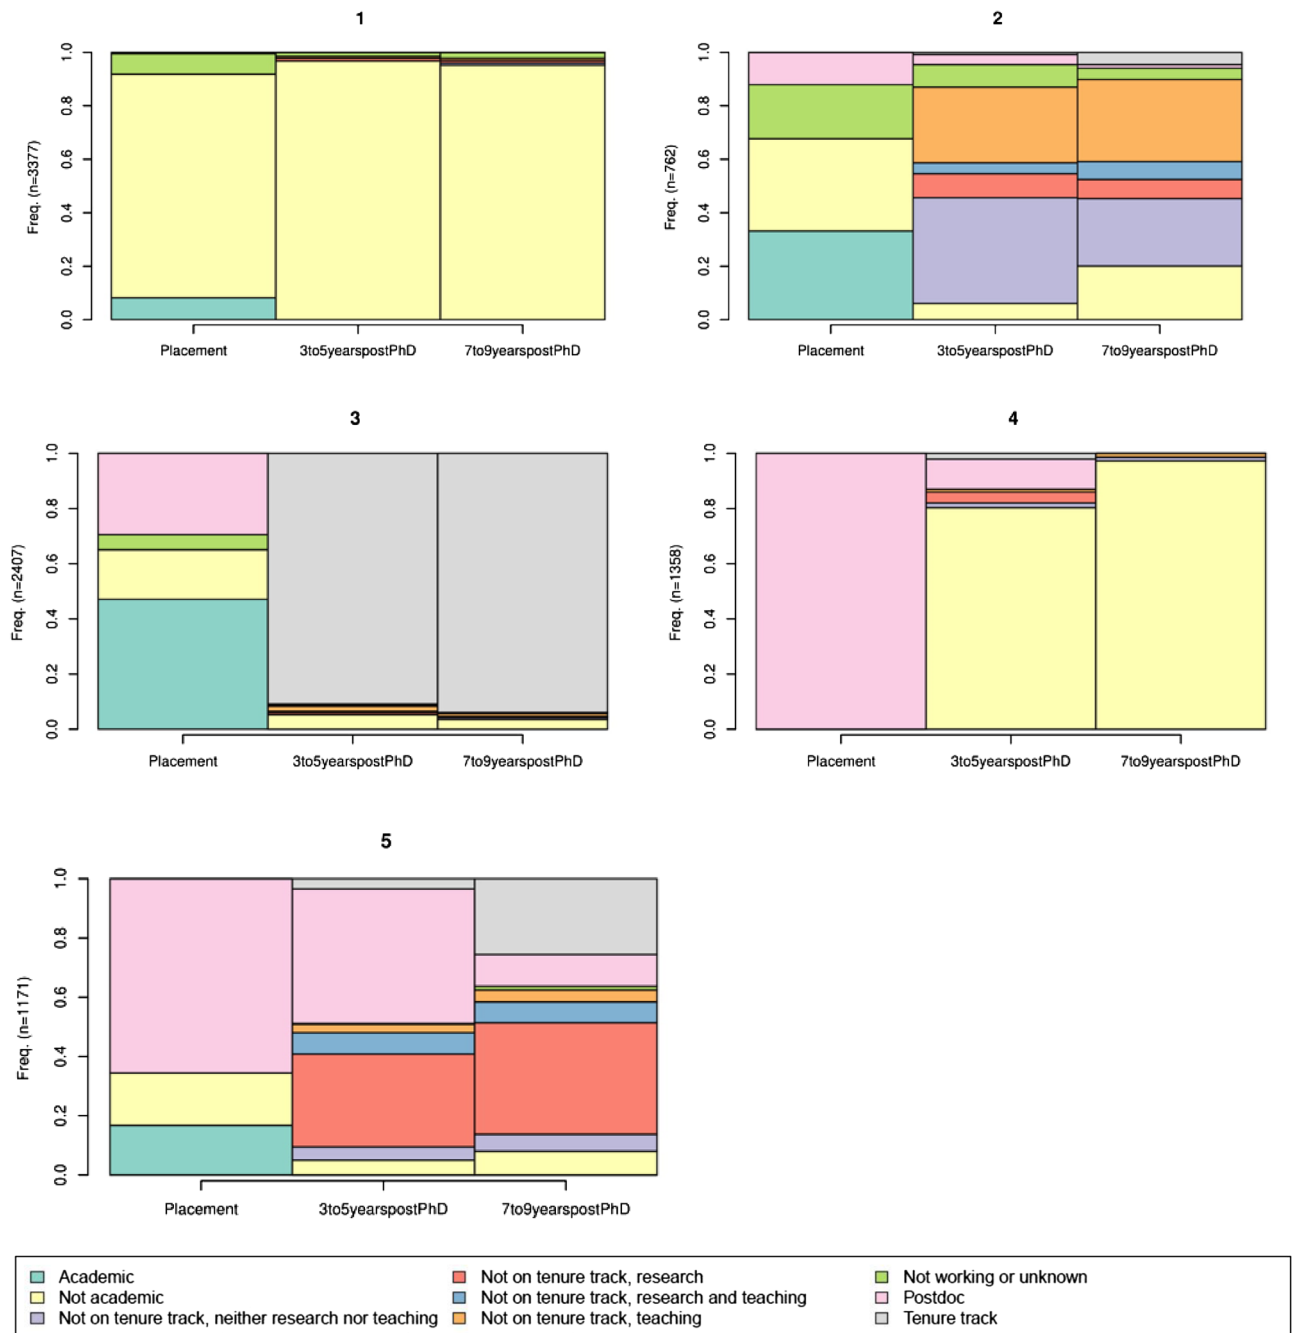 1
Freq. (n=3377)
0.0 0.2 0.4 0.6 0.8 1.0
Placement 3to5yearspostPhD 7to9yearspostPhD
2
Freq. (n=762)
0.0 0.2 0.4 0.6 0.8 1.0
Placement 3to5yearspostPhD 7to9yearspostPhD
3
Freq. (n=2407)
0.0 0.2 0.4 0.6 0.8 1.0
Placement 3to5yearspostPhD 7to9yearspostPhD
4
Freq. (n=1358)
0.0 0.2 0.4 0.6 0.8 1.0
Placement 3to5yearspostPhD 7to9yearspostPhD
5
Freq. (n=1171)
0.0 0.2 0.4 0.6 0.8 1.0
Placement 3to5yearspostPhD 7to9yearspostPhD
Academic
Not academic
Not on tenure track, neither research nor teaching
Not on tenure track, research
Not on tenure track, research and teaching
Not on tenure track, teaching
Not working or unknown
Postdoc
Tenure track